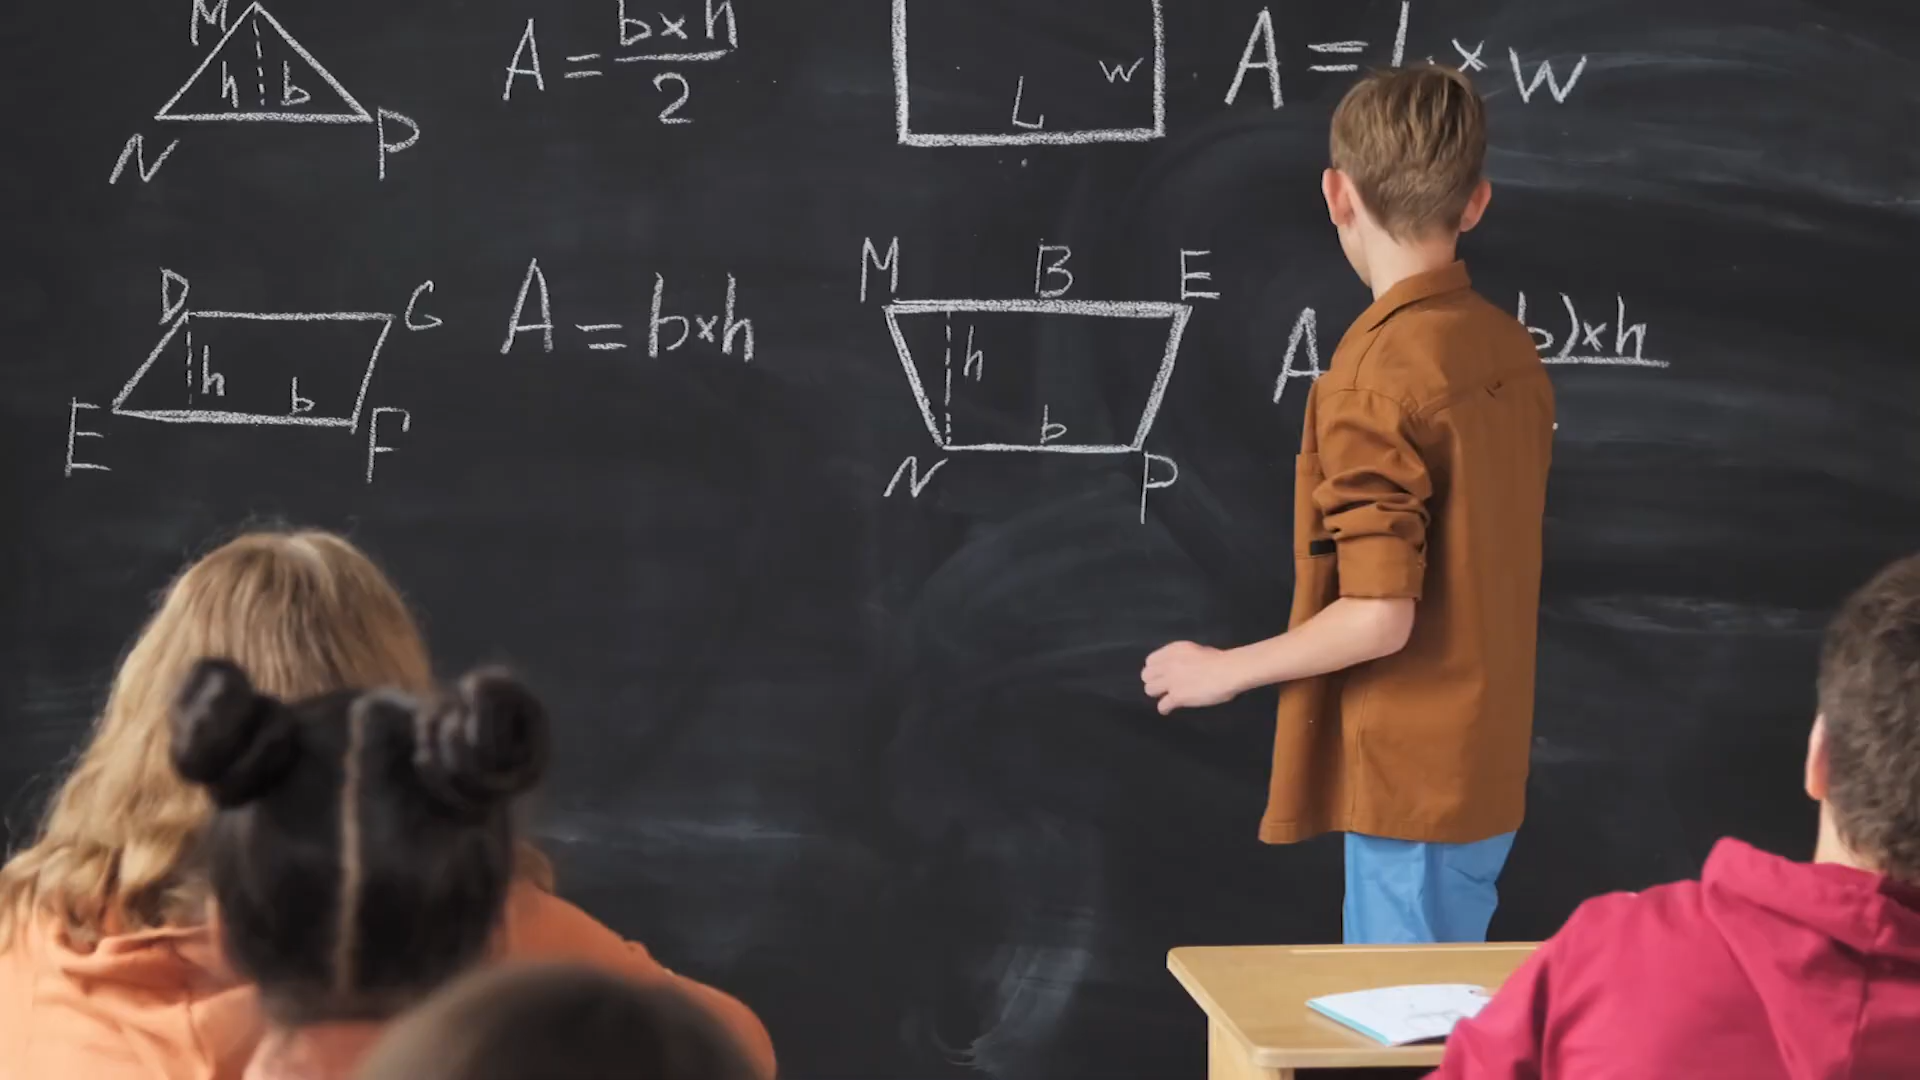 M
h b
N P
A = b×h
2
W
L
A = L × W
D G
h b
E F
A = b×h
M B E
h
b
N P
A b)×h